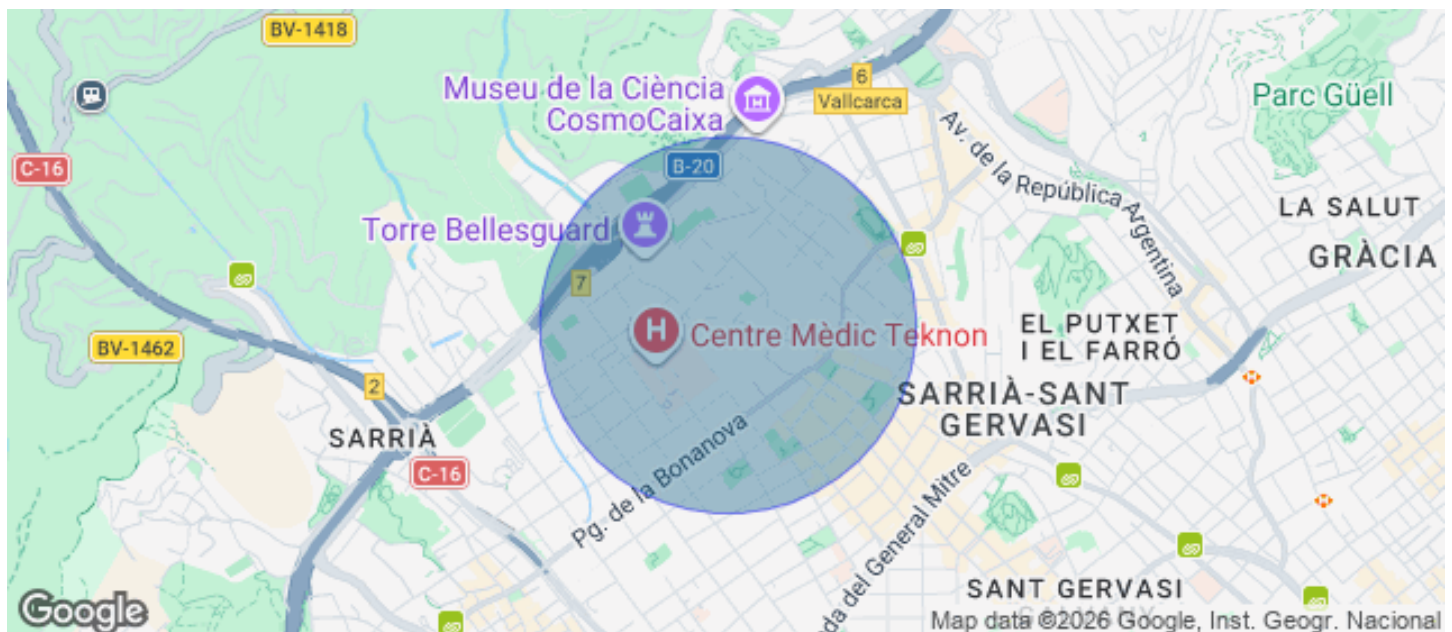 BV-1418
Museu de la Ciència
CosmoCaixa
6
Vallcarca
Parc Güell
C-16
B-20
Av. de la República Argentina
LA SALUT
Torre Bellesguard
GRÀCIA
7
BV-1462
H
Centre Mèdic Teknon
EL PUTXET
I EL FARRÓ
2
SARRIÀ-SANT
GERVASI
SARRIÀ
C-16
Pg. de la Bonanova
da del General Mitre
SANT GERVASI
Google
Map data ©2026 Google, Inst. Geogr. Nacional